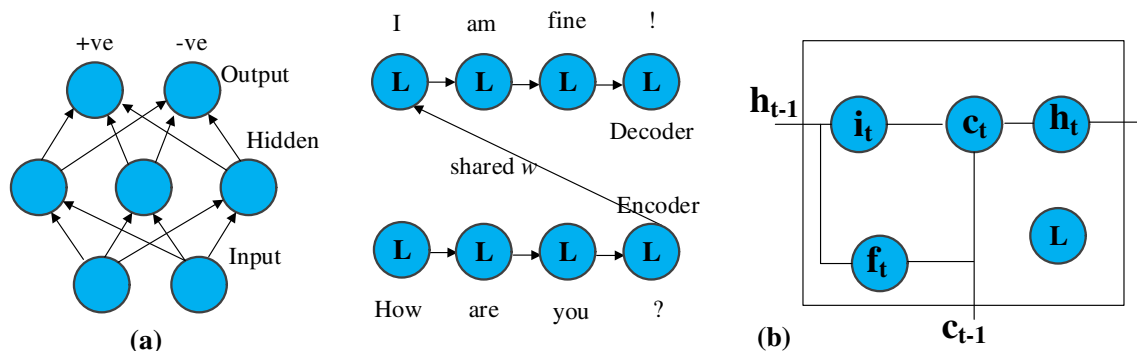 +ve -ve
Output
Hidden
Input
(a)
I am fine !
L L L L
Decoder
shared w
Encoder
L L L L
How are you ?
h_{t-1}
i_t c_t h_t
L
f_t
c_{t-1}
(b)